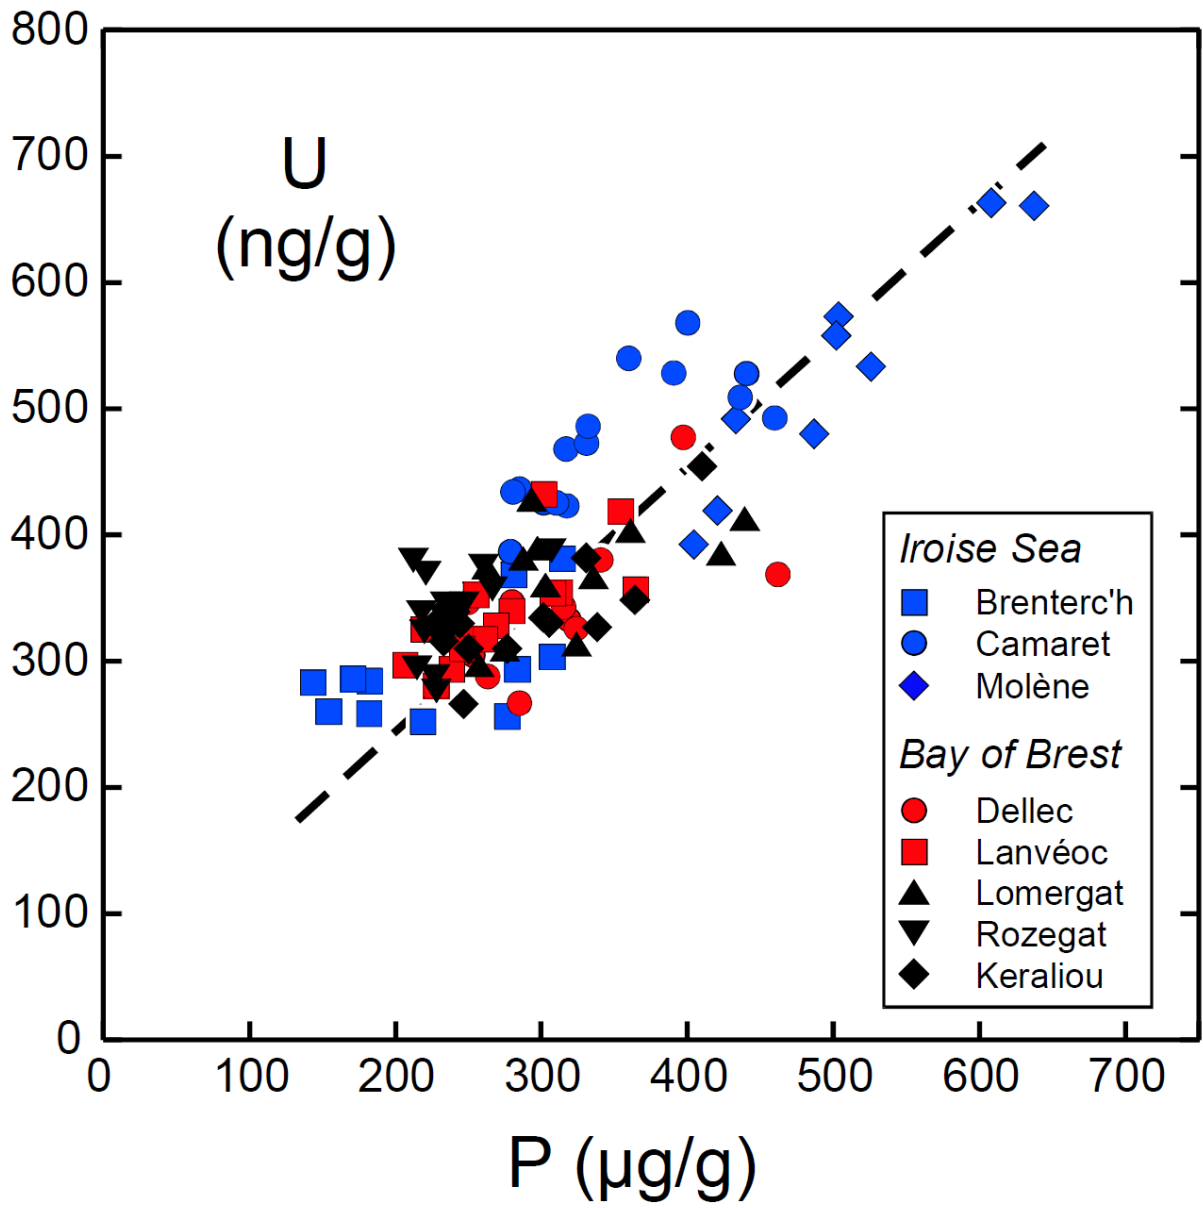 800
700
600
500
400
300
200
100
0
U
(ng/g)
Iroise Sea
Brenterc'h
Camaret
Molène
Bay of Brest
Dellec
Lanvéoc
Lomergat
Rozegat
Keraliou
0 100 200 300 400 500 600 700
P (µg/g)